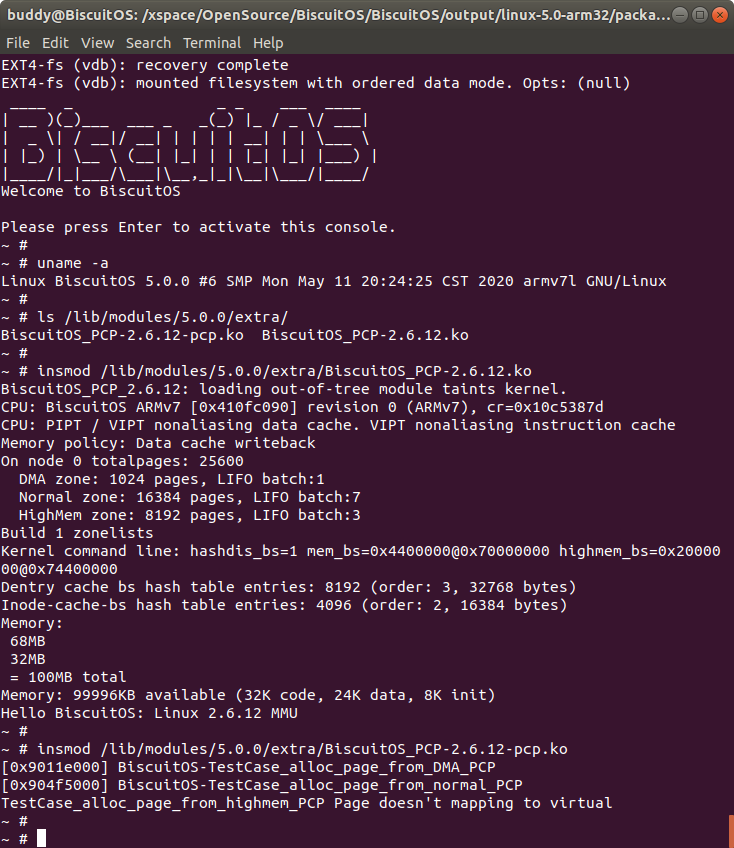 buddy@BiscuitOS: /xspace/OpenSource/BiscuitOS/BiscuitOS/output/linux-5.0-arm32/packa...
File Edit View Search Terminal Help
EXT4-fs (vdb): recovery complete
EXT4-fs (vdb): mounted filesystem with ordered data mode. Opts: (null)
BiscuitOS
Welcome to BiscuitOS
Please press Enter to activate this console.
~ #
~ # uname -a
Linux BiscuitOS 5.0.0 #6 SMP Mon May 11 20:24:25 CST 2020 armv7l GNU/Linux
~ #
~ # ls /lib/modules/5.0.0/extra/
BiscuitOS_PCP-2.6.12-pcp.ko  BiscuitOS_PCP-2.6.12.ko
~ #
~ # insmod /lib/modules/5.0.0/extra/BiscuitOS_PCP-2.6.12.ko
BiscuitOS_PCP_2.6.12: loading out-of-tree module taints kernel.
CPU: BiscuitOS ARMv7 [0x410fc090] revision 0 (ARMv7), cr=0x10c5387d
CPU: PIPT / VIPT nonaliasing data cache. VIPT nonaliasing instruction cache
Memory policy: Data cache writeback
On node 0 totalpages: 25600
  DMA zone: 1024 pages, LIFO batch:1
  Normal zone: 16384 pages, LIFO batch:7
  HighMem zone: 8192 pages, LIFO batch:3
Build 1 zonelists
Kernel command line: hashdis_bs=1 mem_bs=0x4400000@0x70000000 highmem_bs=0x20000
00@0x74400000
Dentry cache bs hash table entries: 8192 (order: 3, 32768 bytes)
Inode-cache-bs hash table entries: 4096 (order: 2, 16384 bytes)
Memory:
 68MB
 32MB
 = 100MB total
Memory: 99996KB available (32K code, 24K data, 8K init)
Hello BiscuitOS: Linux 2.6.12 MMU
~ #
~ # insmod /lib/modules/5.0.0/extra/BiscuitOS_PCP-2.6.12-pcp.ko
[0x9011e000] BiscuitOS-TestCase_alloc_page_from_DMA_PCP
[0x904f5000] BiscuitOS-TestCase_alloc_page_from_normal_PCP
TestCase_alloc_page_from_highmem_PCP Page doesn't mapping to virtual
~ #
~ #